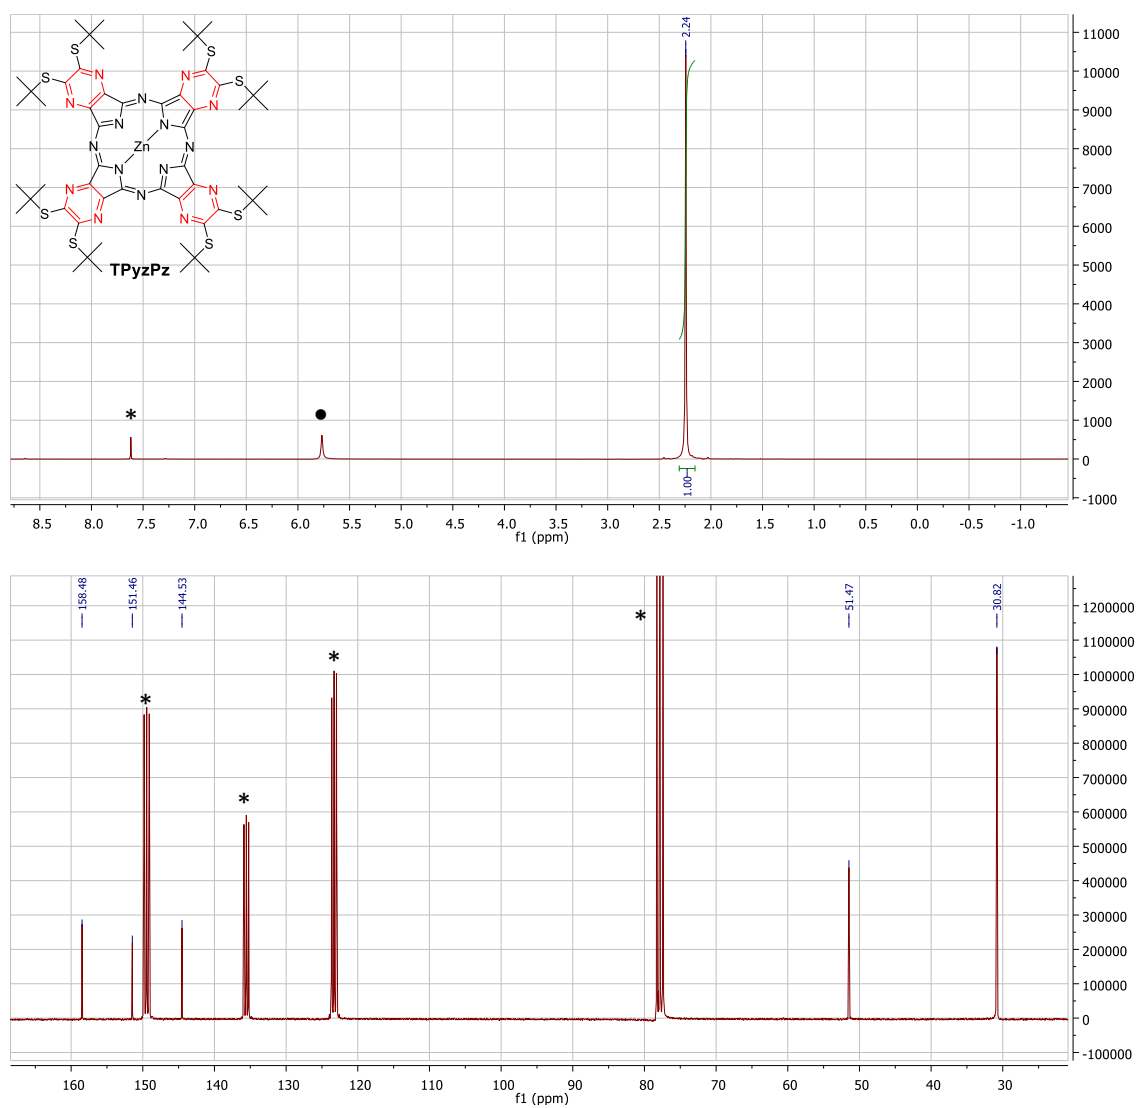 2.24
11000
10000
9000
8000
7000
6000
5000
4000
3000
2000
1000
0
-1000
S
S
S
S
N
N
N
N
N
N
N
N
Zn
N
N
N
N
N
N
N
N
S
S
S
S
TPyzPz
*
●
1.00
8.5 8.0 7.5 7.0 6.5 6.0 5.5 5.0 4.5 4.0 3.5 3.0 2.5 2.0 1.5 1.0 0.5 0.0 -0.5 -1.0
f1 (ppm)
158.48
151.46
144.53
51.47
30.82
*
*
*
*
1200000
1100000
1000000
900000
800000
700000
600000
500000
400000
300000
200000
100000
0
-100000
160 150 140 130 120 110 100 90 80 70 60 50 40 30
f1 (ppm)